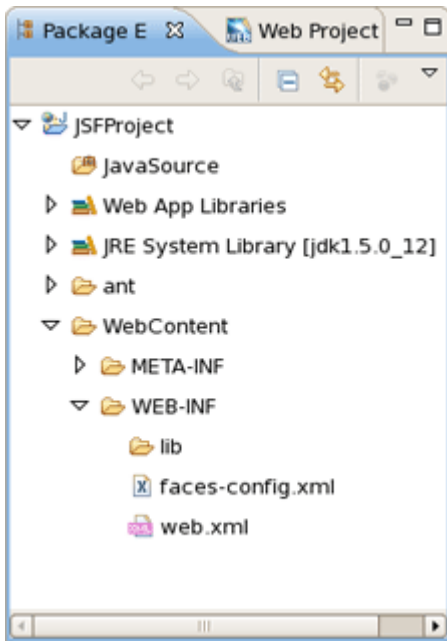 Package E Web Project
JSFProject
JavaSource
Web App Libraries
JRE System Library [jdk1.5.0_12]
ant
WebContent
META-INF
WEB-INF
lib
faces-config.xml
web.xml